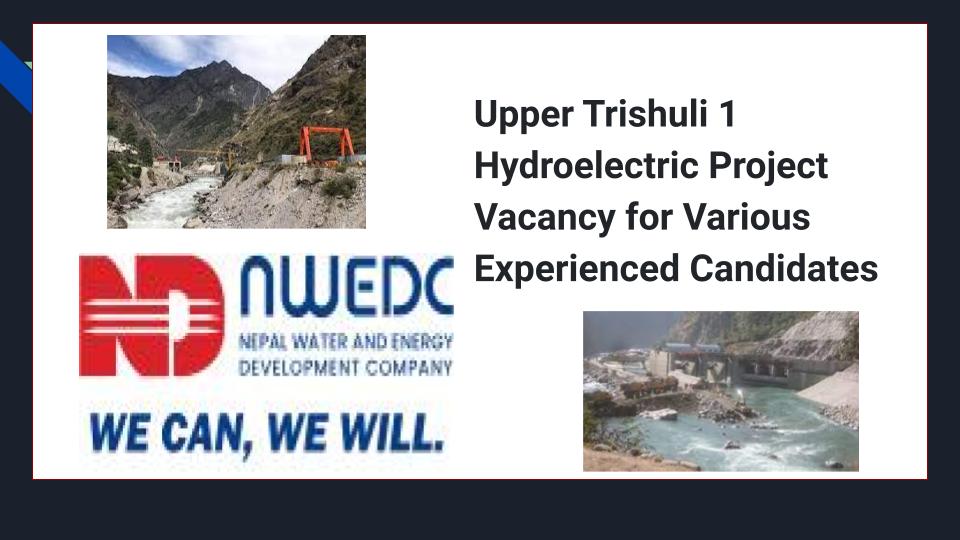 Upper Trishuli 1
Hydroelectric Project
Vacancy for Various
Experienced Candidates
NWEDC
NEPAL WATER AND ENERGY
DEVELOPMENT COMPANY
WE CAN, WE WILL.